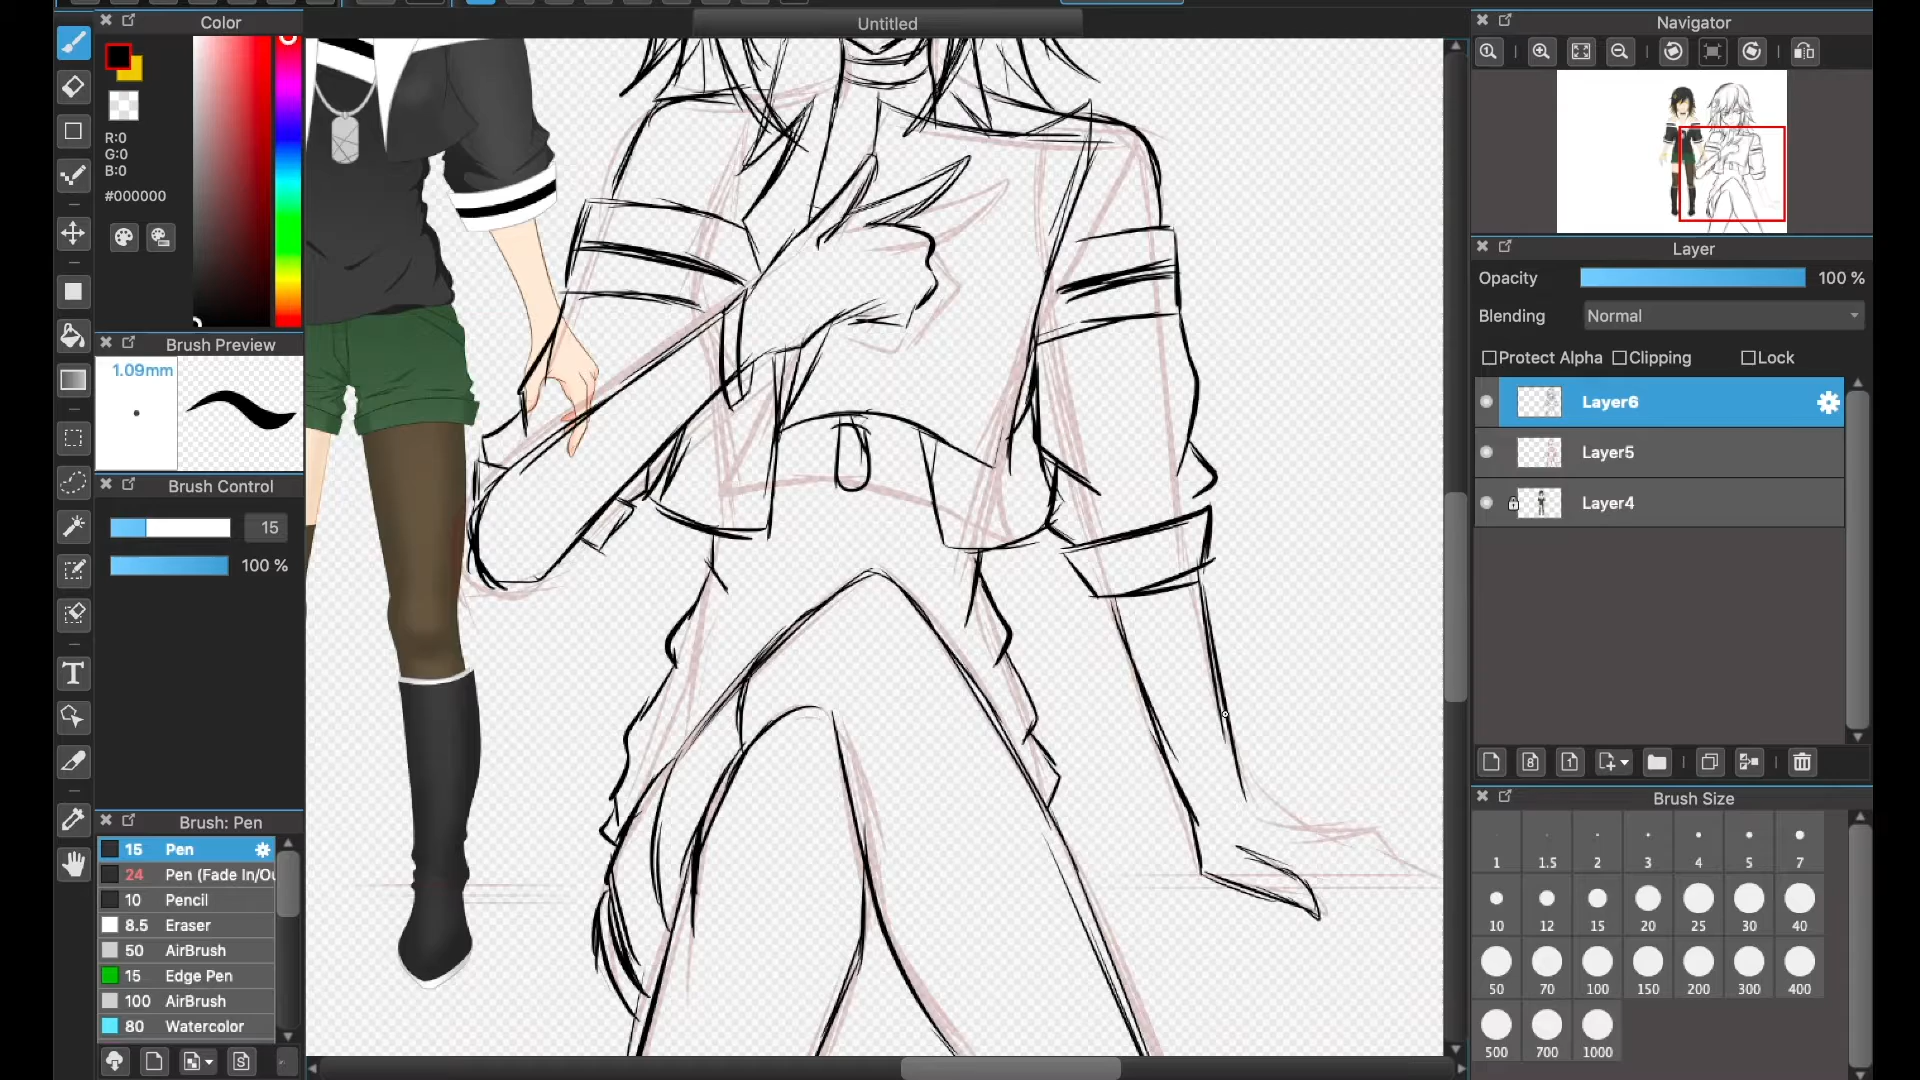 Color
Untitled
Navigator
R:0
G:0
B:0
#000000
Layer
Opacity
100 %
Blending
Normal
Protect Alpha
Clipping
Lock
Layer6
Layer5
Layer4
Brush Preview
1.09mm
Brush Control
15
100 %
Brush: Pen
15 Pen
24 Pen (Fade In/Ou
10 Pencil
8.5 Eraser
50 AirBrush
15 Edge Pen
100 AirBrush
80 Watercolor
Brush Size
1 1.5 2 3 4 5 7
10 12 15 20 25 30 40
50 70 100 150 200 300 400
500 700 1000
T
8
1
S